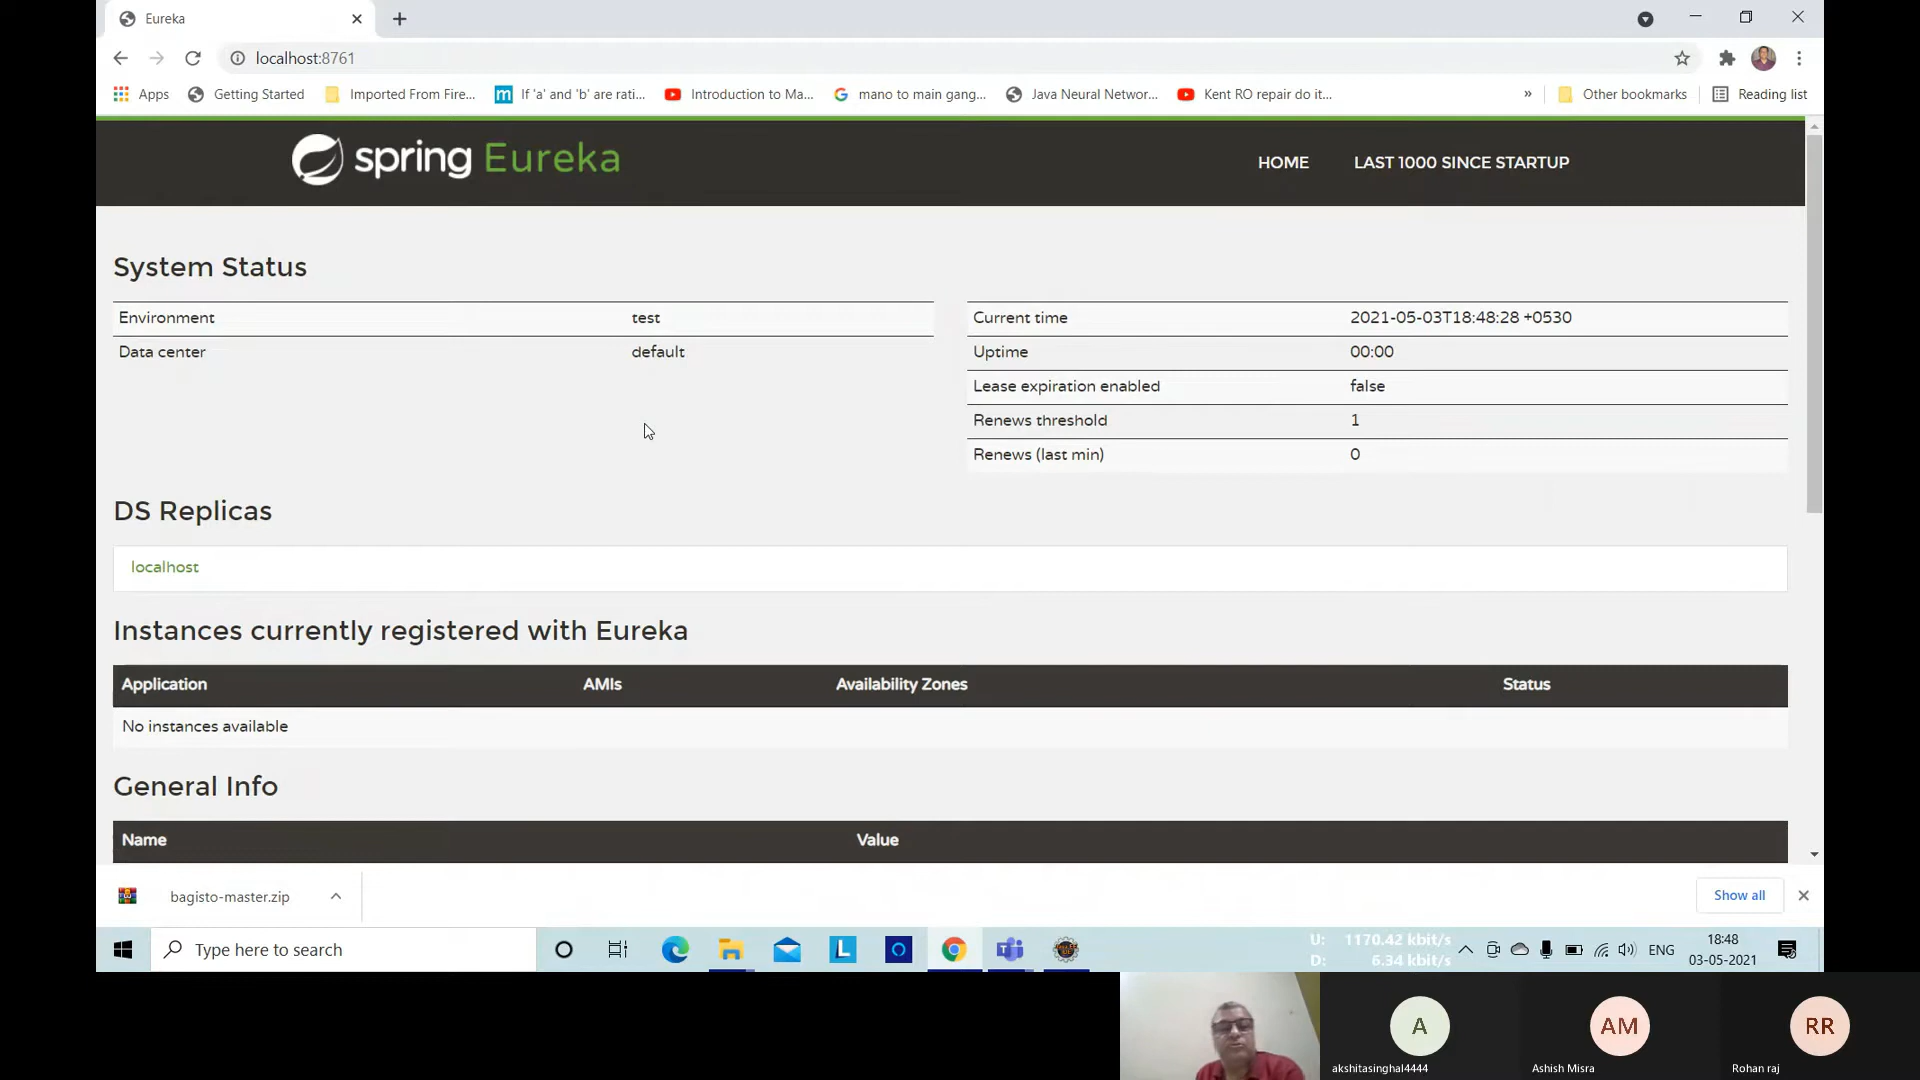 Eureka
localhost:8761
Apps
Getting Started
Imported From Fire...
m
If 'a' and 'b' are rati...
Introduction to Ma...
mano to main gang...
Java Neural Networ...
Kent RO repair do it...
»
Other bookmarks
Reading list
spring Eureka
HOME
LAST 1000 SINCE STARTUP
System Status
Environment test
Data center default
Current time 2021-05-03T18:48:28 +0530
Uptime 00:00
Lease expiration enabled false
Renews threshold 1
Renews (last min) 0
DS Replicas
localhost
Instances currently registered with Eureka
Application AMIs Availability Zones Status
No instances available
General Info
Name Value
bagisto-master.zip
Show all
Type here to search
L
U: 1170.42 kbit/s
D: 6.34 kbit/s
ENG
18:48
03-05-2021
A
akshitasinghal4444
AM
Ashish Misra
RR
Rohan raj